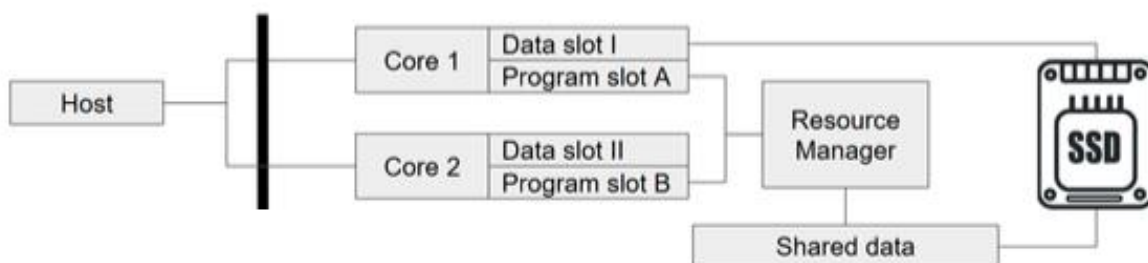 Host
Core 1
Data slot I
Program slot A
Core 2
Data slot II
Program slot B
Resource
Manager
Shared data
SSD